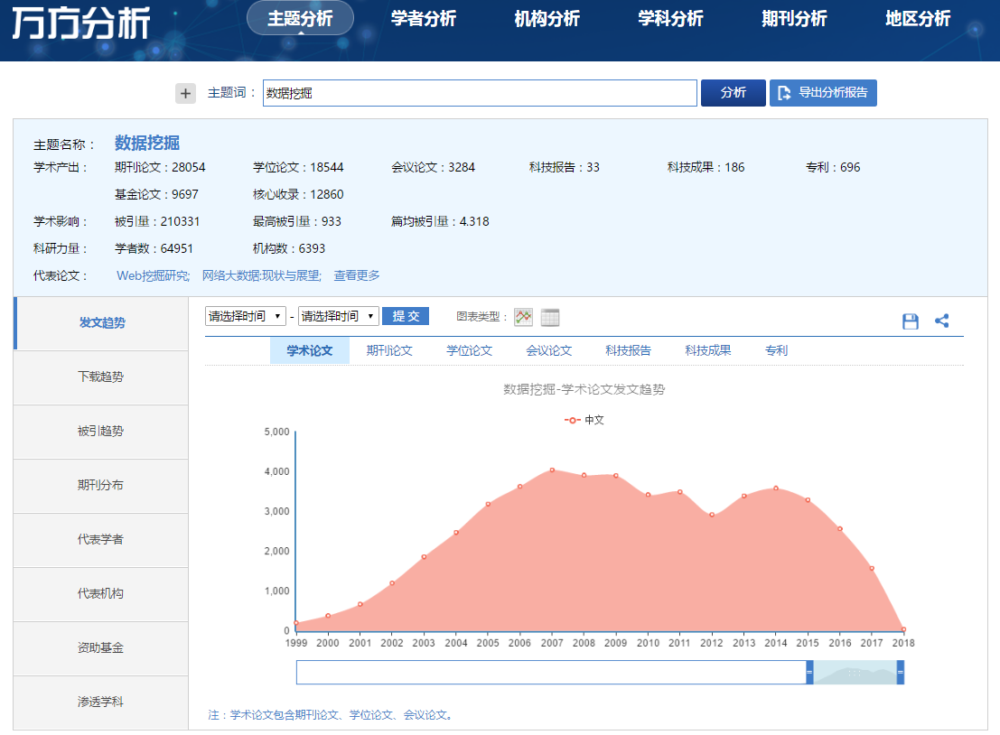 万方分析 主题分析 学者分析 机构分析 学科分析 期刊分析 地区分析
+ 主题词： 数据挖掘 分析 导出分析报告
主题名称： 数据挖掘
学术产出： 期刊论文：28054 学位论文：18544 会议论文：3284 科技报告：33 科技成果：186 专利：696
基金论文：9697 核心收录：12860
学术影响： 被引量：210331 最高被引量：933 篇均被引量：4.318
科研力量： 学者数：64951 机构数：6393
代表论文： Web挖掘研究; 网络大数据:现状与展望; 查看更多
发文趋势
下载趋势
被引趋势
期刊分布
代表学者
代表机构
资助基金
渗透学科
请选择时间 - 请选择时间 提交 图表类型：
学术论文 期刊论文 学位论文 会议论文 科技报告 科技成果 专利
数据挖掘-学术论文发文趋势
中文
5,000
4,000
3,000
2,000
1,000
0
1999 2000 2001 2002 2003 2004 2005 2006 2007 2008 2009 2010 2011 2012 2013 2014 2015 2016 2017 2018
注：学术论文包含期刊论文、学位论文、会议论文。